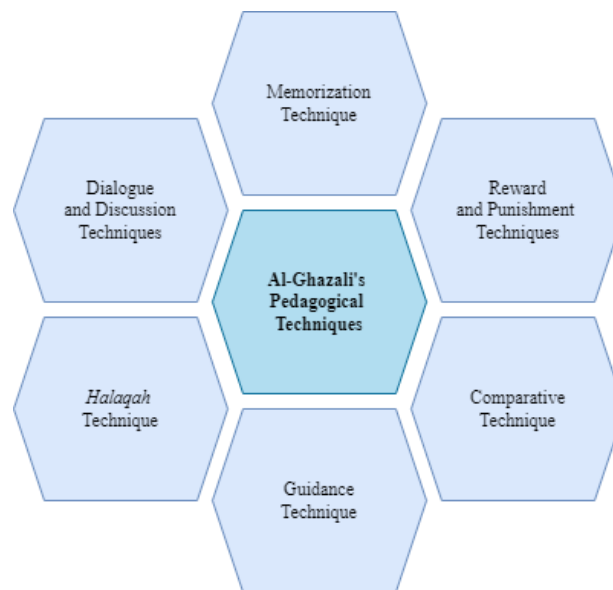 Memorization
Technique
Dialogue
and Discussion
Techniques
Reward
and Punishment
Techniques
Al-Ghazali's
Pedagogical
Techniques
Halaqah
Technique
Comparative
Technique
Guidance
Technique